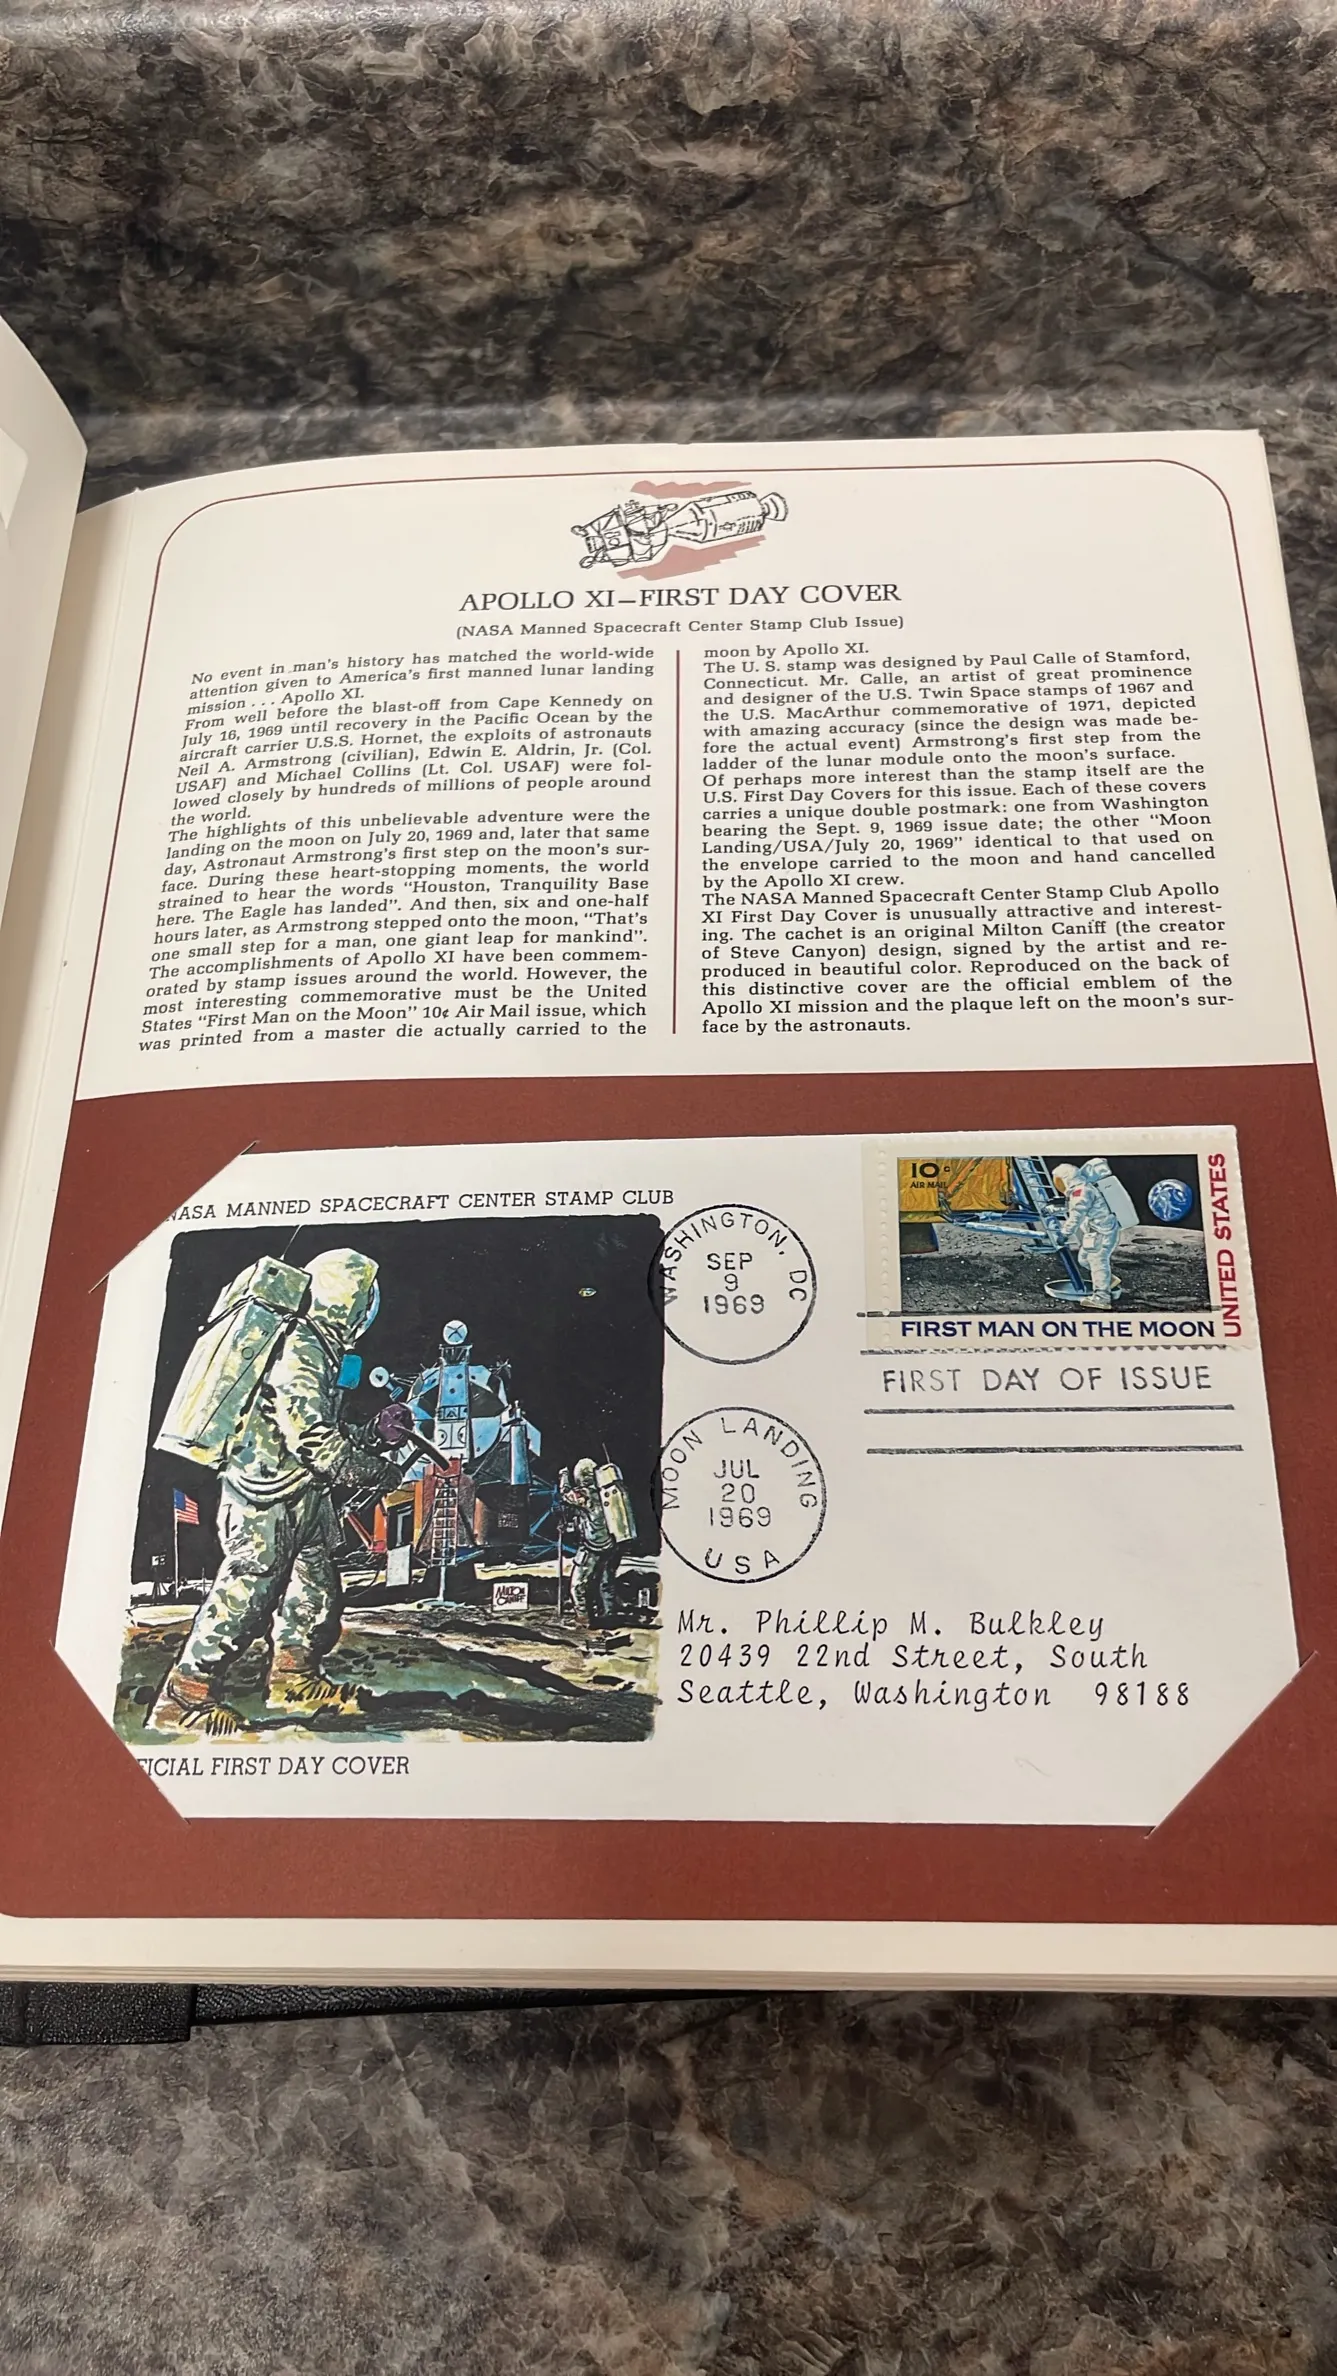 APOLLO XI–FIRST DAY COVER
(NASA Manned Spacecraft Center Stamp Club Issue)
No event in man's history has matched the world-wide
attention given to America's first manned lunar landing
mission . . . Apollo XI.
From well before the blast-off from Cape Kennedy on
July 16, 1969 until recovery in the Pacific Ocean by the
aircraft carrier U.S.S. Hornet, the exploits of astronauts
Neil A. Armstrong (civilian), Edwin E. Aldrin, Jr. (Col.
USAF) and Michael Collins (Lt. Col. USAF) were fol-
lowed closely by hundreds of millions of people around
the world.
The highlights of this unbelievable adventure were the
landing on the moon on July 20, 1969 and, later that same
day, Astronaut Armstrong's first step on the moon's sur-
face. During these heart-stopping moments, the world
strained to hear the words "Houston, Tranquility Base
here. The Eagle has landed". And then, six and one-half
hours later, as Armstrong stepped onto the moon, "That's
one small step for a man, one giant leap for mankind".
The accomplishments of Apollo XI have been commem-
orated by stamp issues around the world. However, the
most interesting commemorative must be the United
States "First Man on the Moon" 10¢ Air Mail issue, which
was printed from a master die actually carried to the
moon by Apollo XI.
The U. S. stamp was designed by Paul Calle of Stamford,
Connecticut. Mr. Calle, an artist of great prominence
and designer of the U.S. Twin Space stamps of 1967 and
the U.S. MacArthur commemorative of 1971, depicted
with amazing accuracy (since the design was made be-
fore the actual event) Armstrong's first step from the
ladder of the lunar module onto the moon's surface.
Of perhaps more interest than the stamp itself are the
U.S. First Day Covers for this issue. Each of these covers
carries a unique double postmark: one from Washington
bearing the Sept. 9, 1969 issue date; the other "Moon
Landing/USA/July 20, 1969" identical to that used on
the envelope carried to the moon and hand cancelled
by the Apollo XI crew.
The NASA Manned Spacecraft Center Stamp Club Apollo
XI First Day Cover is unusually attractive and interest-
ing. The cachet is an original Milton Caniff (the creator
of Steve Canyon) design, signed by the artist and re-
produced in beautiful color. Reproduced on the back of
this distinctive cover are the official emblem of the
Apollo XI mission and the plaque left on the moon's sur-
face by the astronauts.
NASA MANNED SPACECRAFT CENTER STAMP CLUB
WASHINGTON, DC
SEP
9
1969
10c
AIR MAIL
UNITED STATES
FIRST MAN ON THE MOON
FIRST DAY OF ISSUE
MOON LANDING
JUL
20
1969
USA
MILTON
CANIFF
Mr. Phillip M. Bulkley
20439 22nd Street, South
Seattle, Washington 98188
FICIAL FIRST DAY COVER